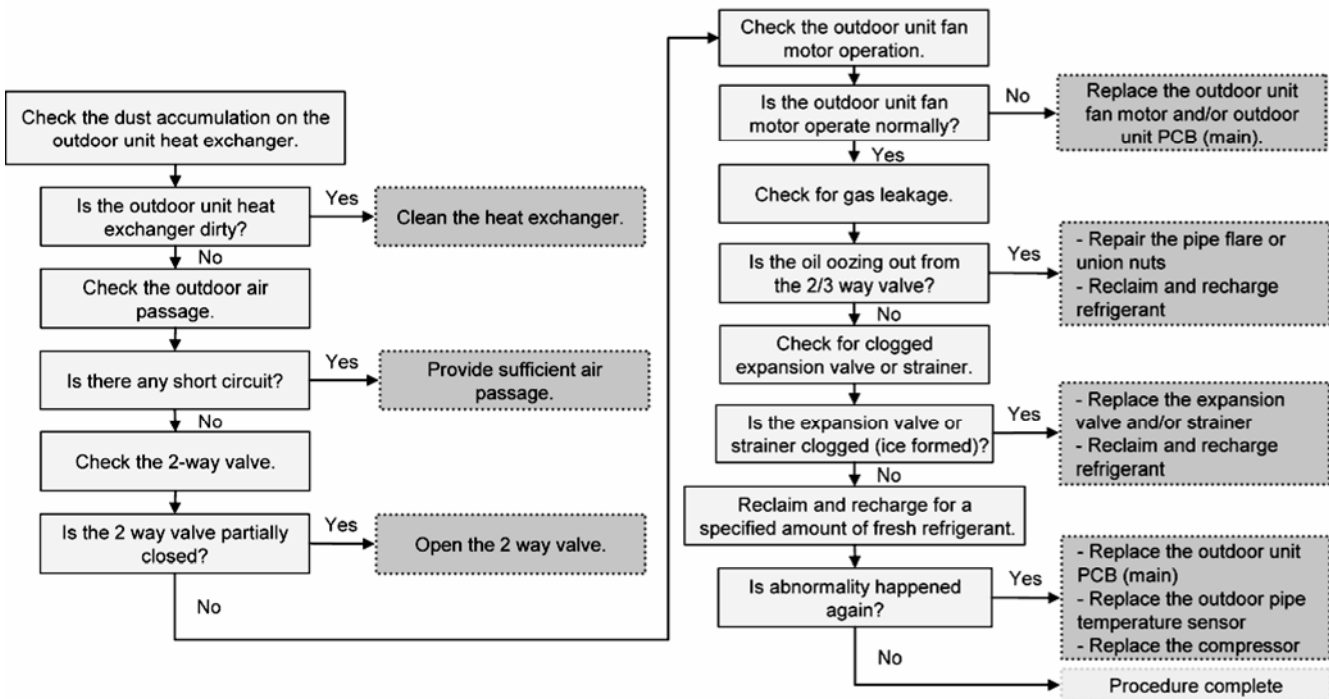 Check the dust accumulation on the
outdoor unit heat exchanger.
Is the outdoor unit heat
exchanger dirty?
Yes
Clean the heat exchanger.
No
Check the outdoor air
passage.
Is there any short circuit?
Yes
Provide sufficient air
passage.
No
Check the 2-way valve.
Is the 2 way valve partially
closed?
Yes
Open the 2 way valve.
No
Check the outdoor unit fan
motor operation.
Is the outdoor unit fan
motor operate normally?
No
Replace the outdoor unit
fan motor and/or outdoor
unit PCB (main).
Yes
Check for gas leakage.
Is the oil oozing out from
the 2/3 way valve?
Yes
- Repair the pipe flare or
union nuts
- Reclaim and recharge
refrigerant
No
Check for clogged
expansion valve or strainer.
Is the expansion valve or
strainer clogged (ice formed)?
Yes
- Replace the expansion
valve and/or strainer
- Reclaim and recharge
refrigerant
No
Reclaim and recharge for a
specified amount of fresh refrigerant.
Is abnormality happened
again?
Yes
- Replace the outdoor unit
PCB (main)
- Replace the outdoor pipe
temperature sensor
- Replace the compressor
No
Procedure complete